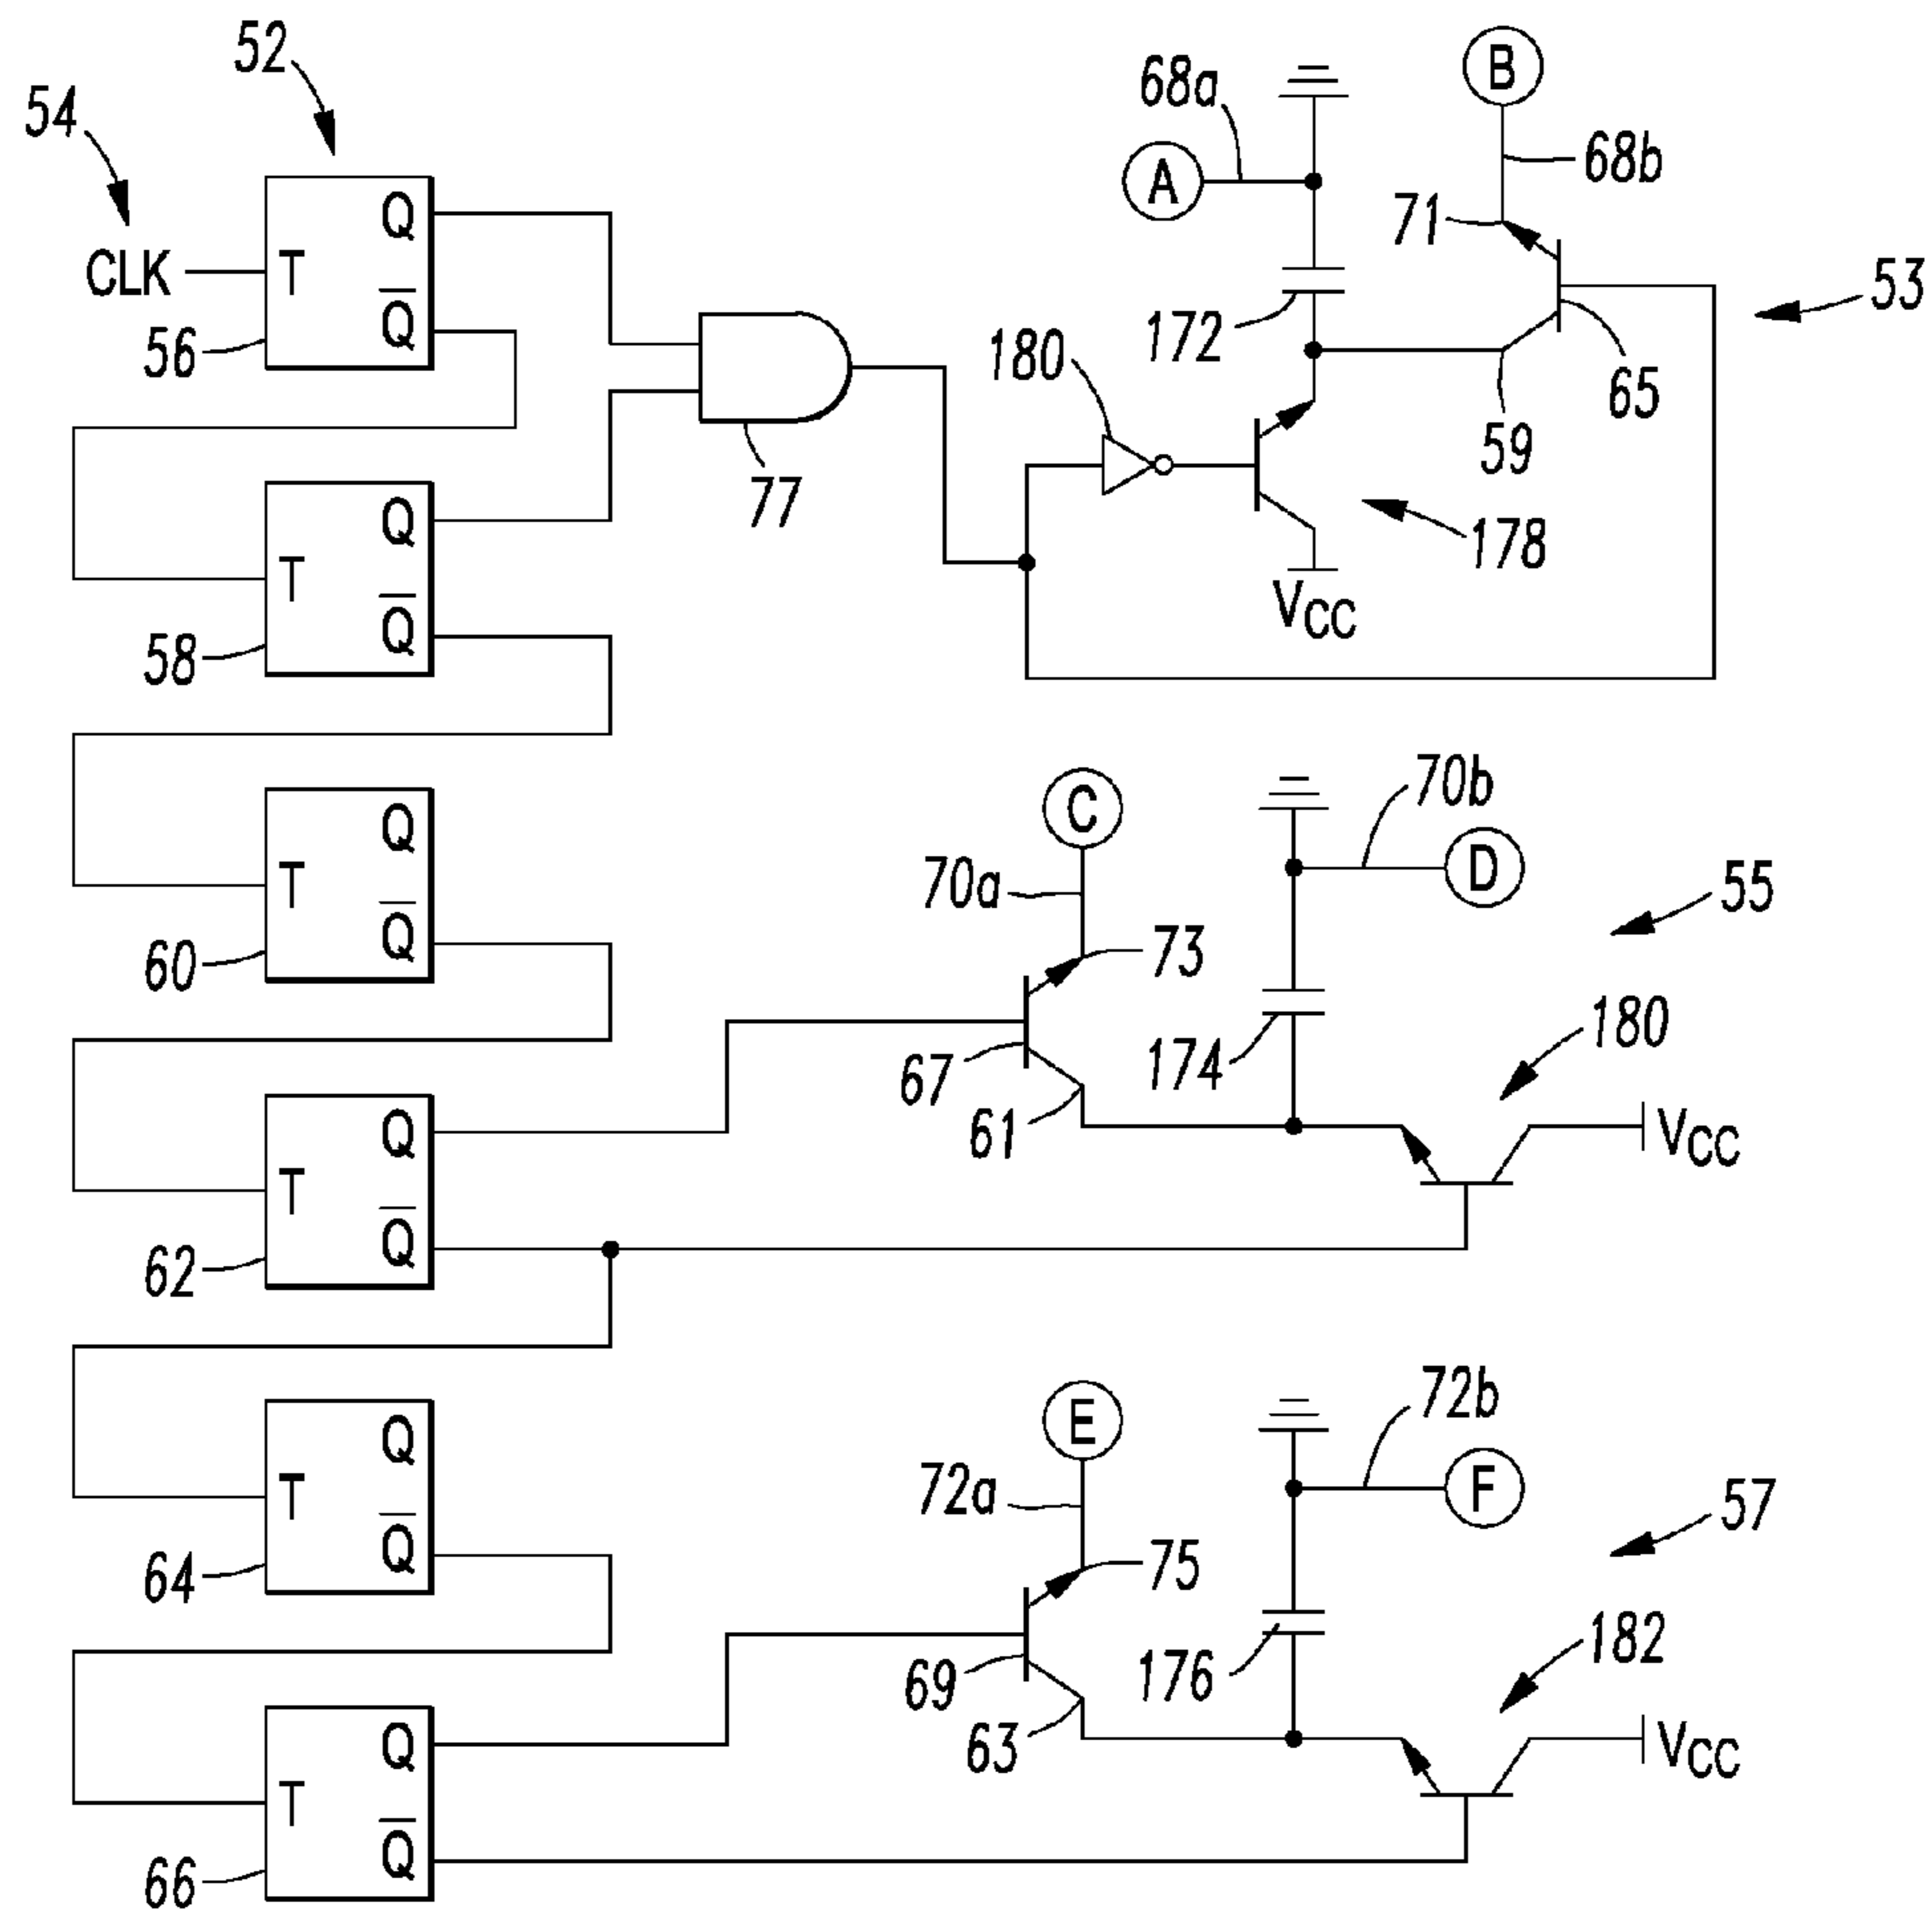 52
54
CLK
T
Q
Q̅
56
T
Q
Q̅
58
T
Q
Q̅
60
T
Q
Q̅
62
T
Q
Q̅
64
T
Q
Q̅
66
77
68a
A
B
68b
71
53
172
180
65
59
178
VCC
C
70a
70b
D
55
73
67
61
174
180
VCC
E
72a
72b
F
57
75
69
63
176
182
VCC